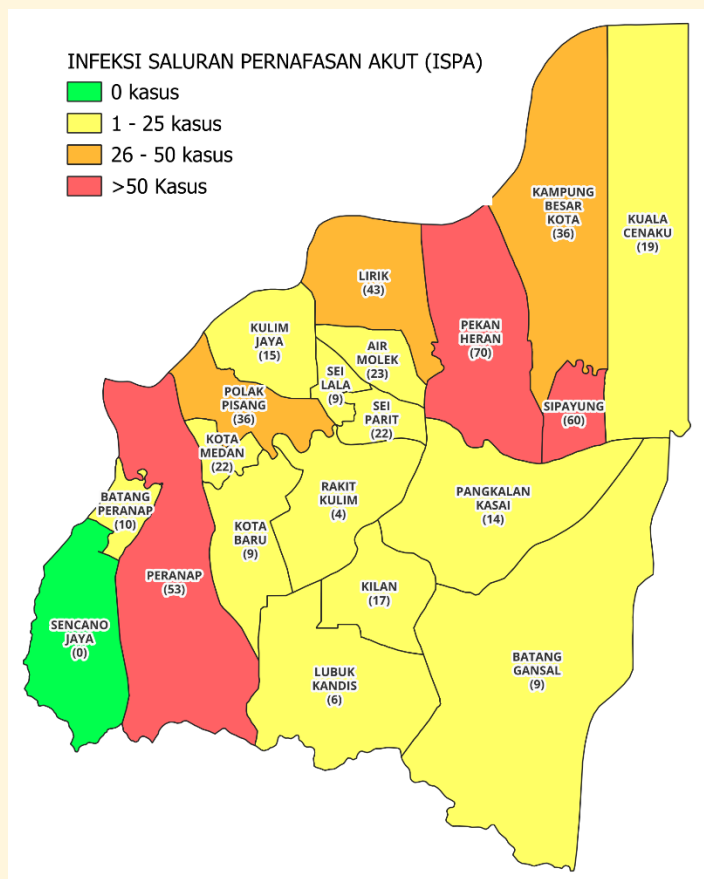 INFEKSI SALURAN PERNAFASAN AKUT (ISPA)
0 kasus
1 - 25 kasus
26 - 50 kasus
>50 Kasus
KAMPUNG
BESAR
KOTA
(36)
KUALA
CENAKU
(19)
LIRIK
(43)
PEKAN
HERAN
(70)
KULIM
JAYA
(15)
AIR
MOLEK
(23)
SEI
LALA
(9)
POLAK
PISANG
(36)
SEI
PARIT
(22)
SIPAYUNG
(60)
KOTA
MEDAN
(22)
BATANG
PERANAP
(10)
RAKIT
KULIM
(4)
PANGKALAN
KASAI
(14)
KOTA
BARU
(9)
PERANAP
(53)
KILAN
(17)
SENCANO
JAYA
(0)
LUBUK
KANDIS
(6)
BATANG
GANSAL
(9)